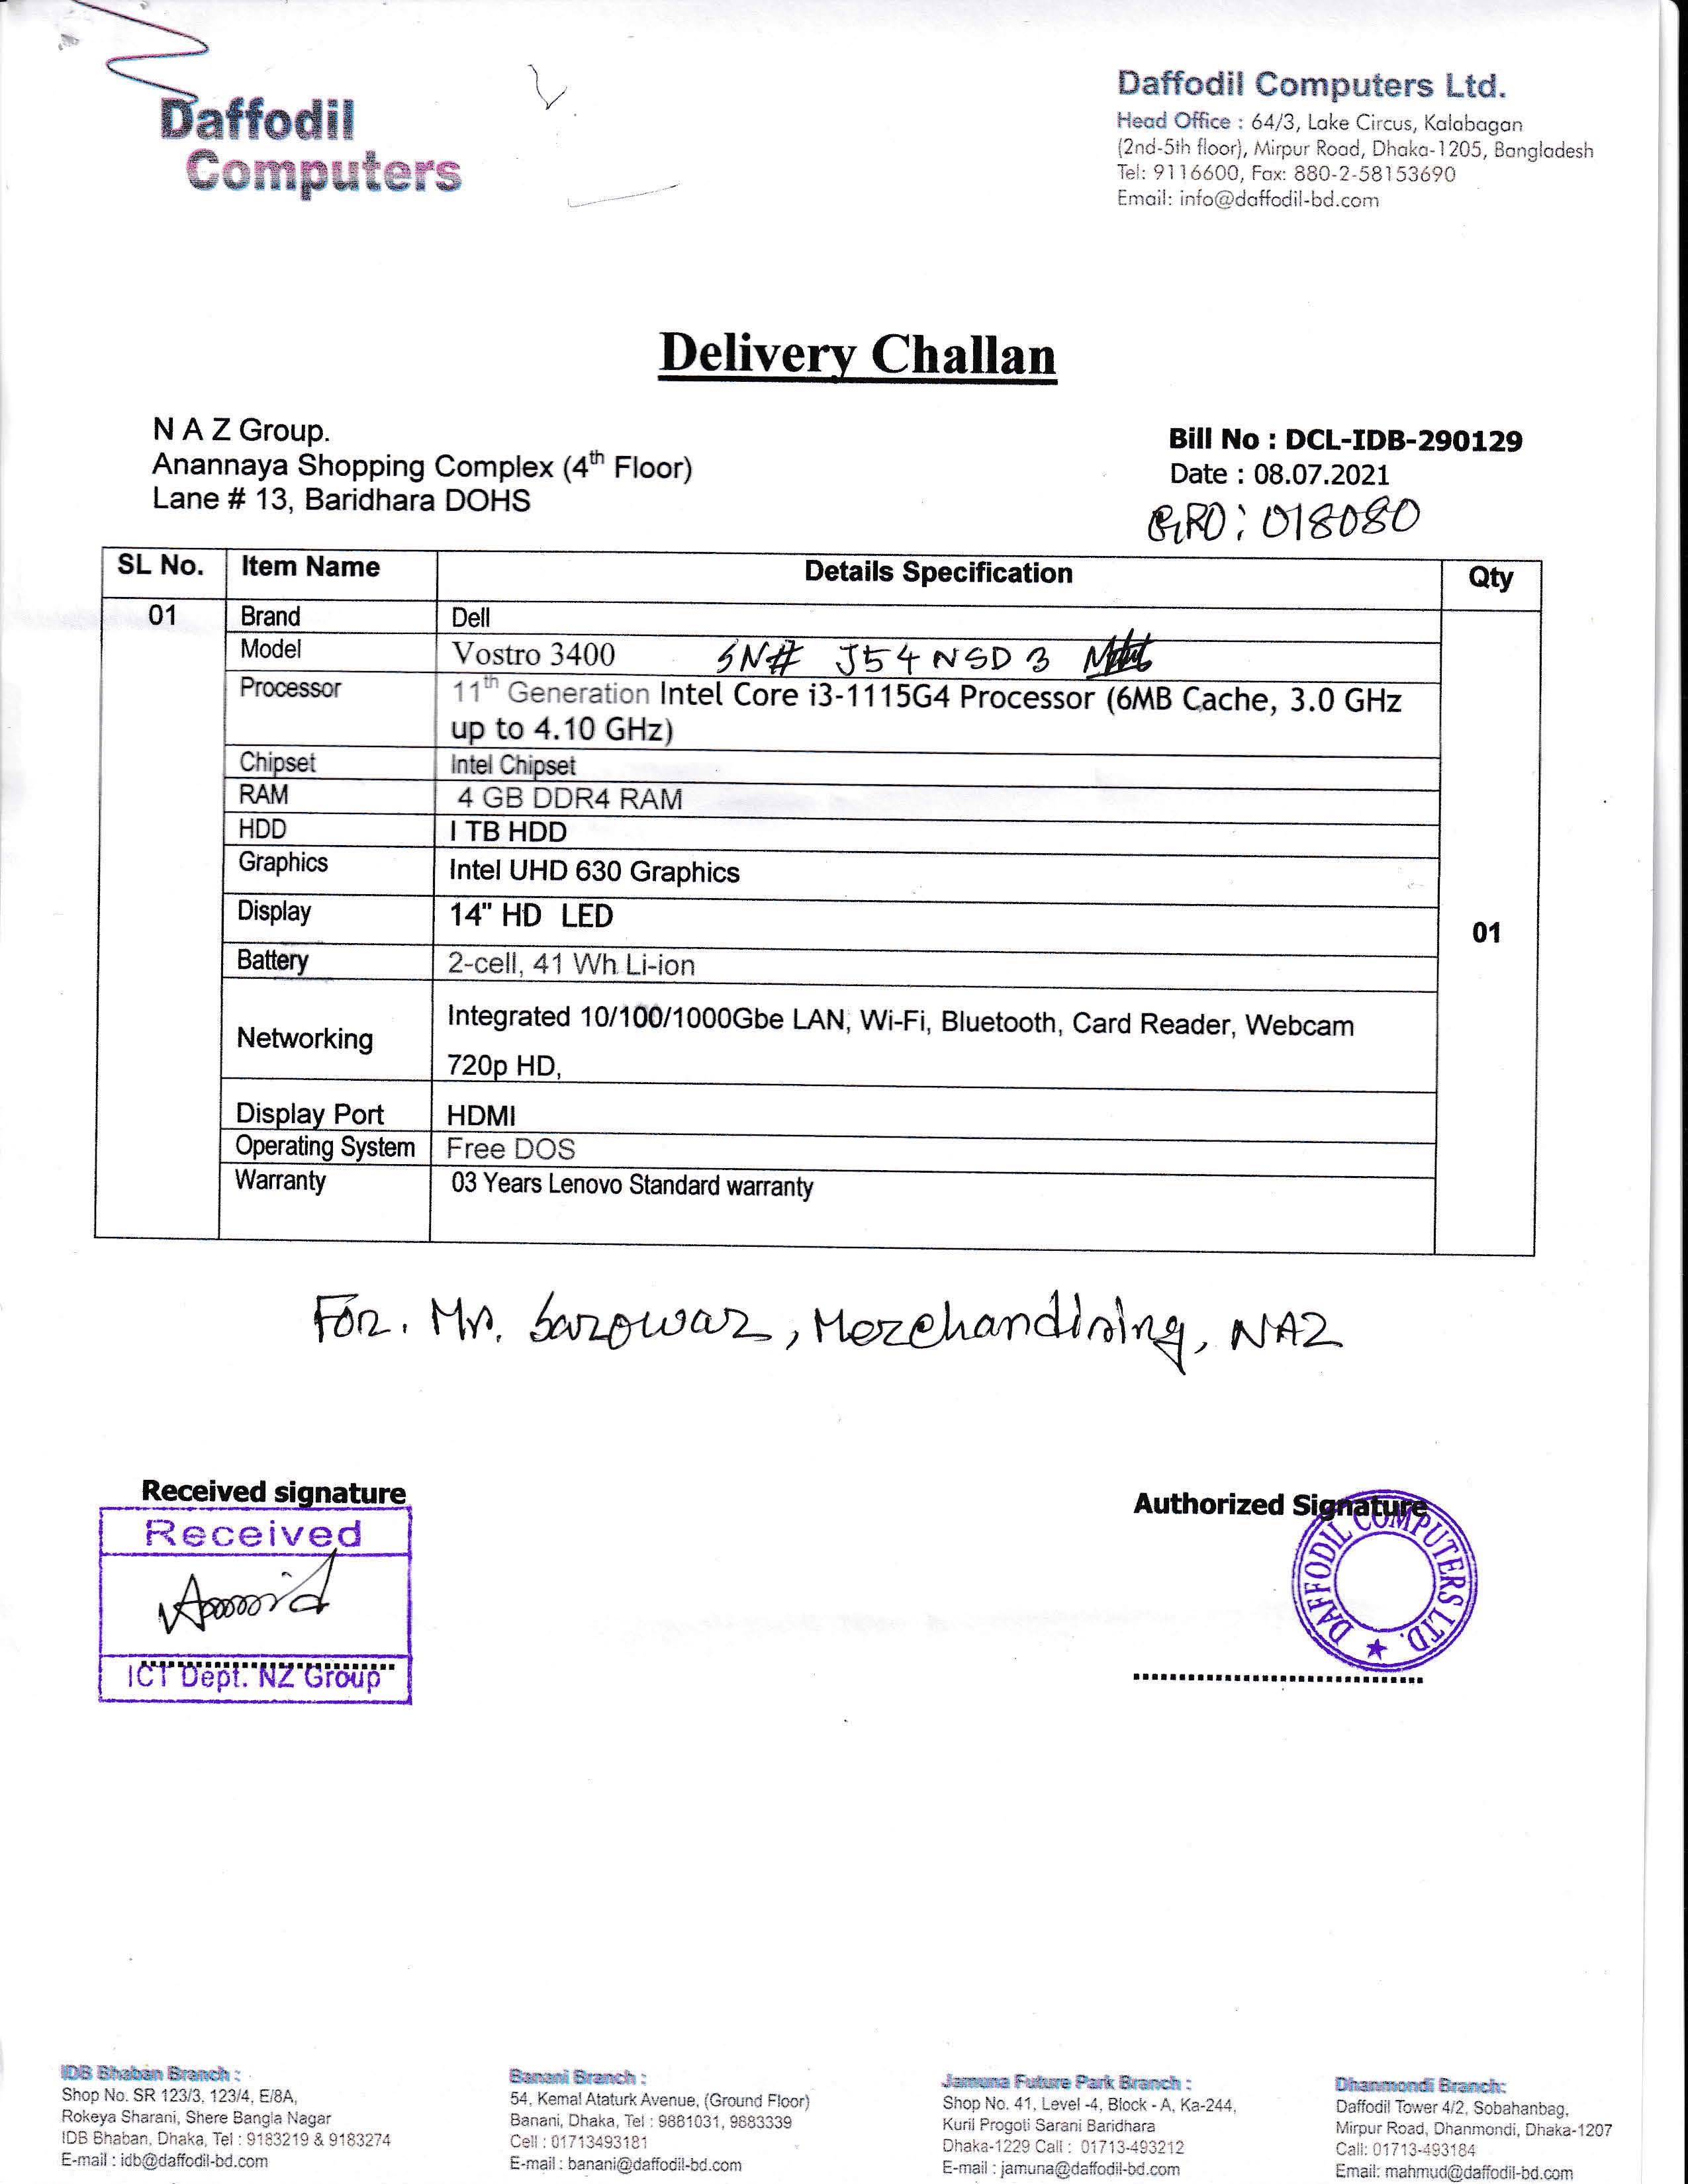 Daffodil
Computers
Daffodil Computers Ltd.
Head Office : 64/3, Lake Circus, Kalabagan
(2nd-5th floor), Mirpur Road, Dhaka-1205, Bangladesh
Tel: 9116600, Fax: 880-2-58153690
Email: info@daffodil-bd.com
Delivery Challan
N A Z Group.
Anannaya Shopping Complex (4th Floor)
Lane # 13, Baridhara DOHS
Bill No : DCL-IDB-290129
Date : 08.07.2021
018080
SL No. Item Name Details Specification Qty
01 Brand Dell
Model Vostro 3400 SN# J54NSD3
Processor 11th Generation Intel Core i3-1115G4 Processor (6MB Cache, 3.0 GHz
up to 4.10 GHz)
Chipset Intel Chipset
RAM 4 GB DDR4 RAM
HDD I TB HDD
Graphics Intel UHD 630 Graphics
Display 14" HD LED
01
Battery 2-cell, 41 Wh Li-ion
Networking Integrated 10/100/1000Gbe LAN, Wi-Fi, Bluetooth, Card Reader, Webcam
720p HD,
Display Port HDMI
Operating System Free DOS
Warranty 03 Years Lenovo Standard warranty
For. Mr. Sarowar, Merchandising, NAZ
Received signature
Received
ICT Dept. NZ Group
Authorized Signature
DAFFODIL COMPUTERS LTD.
IDB Bhaban Branch :
Shop No. SR 123/3, 123/4, E/8A,
Rokeya Sharani, Shere Bangla Nagar
IDB Bhaban, Dhaka, Tel : 9183219 & 9183274
E-mail : idb@daffodil-bd.com
Banani Branch :
54, Kemal Ataturk Avenue, (Ground Floor)
Banani, Dhaka, Tel : 9881031, 9883339
Cell : 01713493181
E-mail : banani@daffodil-bd.com
Jamuna Future Park Branch :
Shop No. 41, Level -4, Block - A, Ka-244,
Kuril Progoti Sarani Baridhara
Dhaka-1229 Call : 01713-493212
E-mail : jamuna@daffodil-bd.com
Dhanmondi Branch:
Daffodil Tower 4/2, Sobahanbag,
Mirpur Road, Dhanmondi, Dhaka-1207
Call: 01713-493184
Email: mahmud@daffodil-bd.com